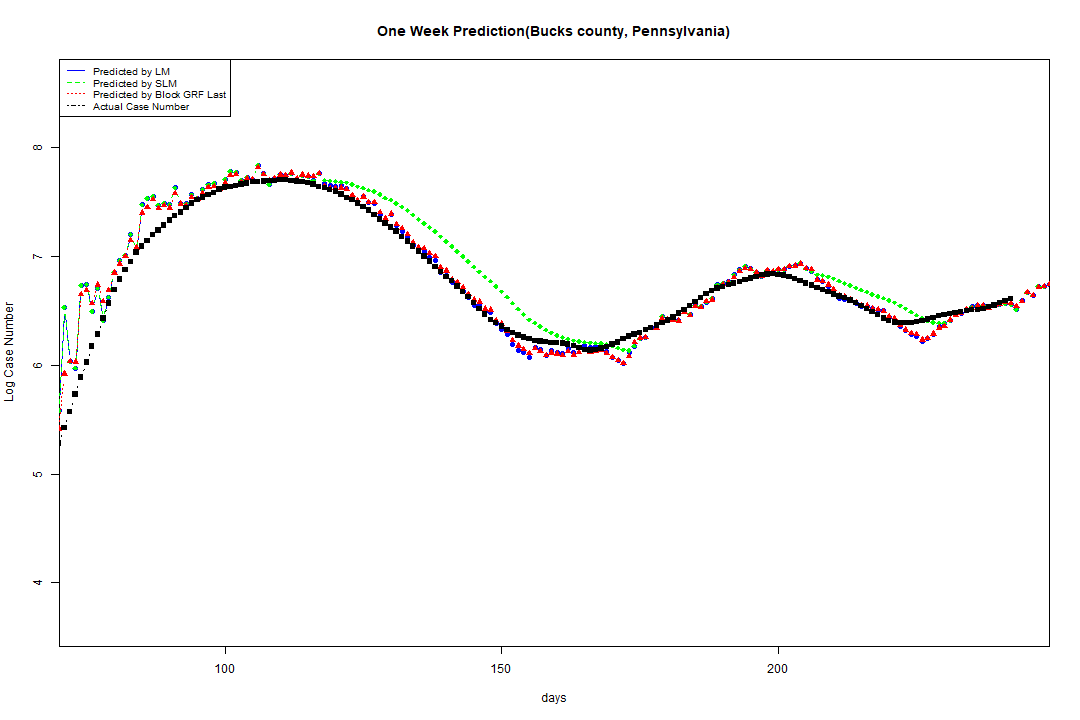 One Week Prediction(Bucks county, Pennsylvania)
Predicted by LM
Predicted by SLM
Predicted by Block GRF Last
Actual Case Number
Log Case Number
8
7
6
5
4
100 150 200
days